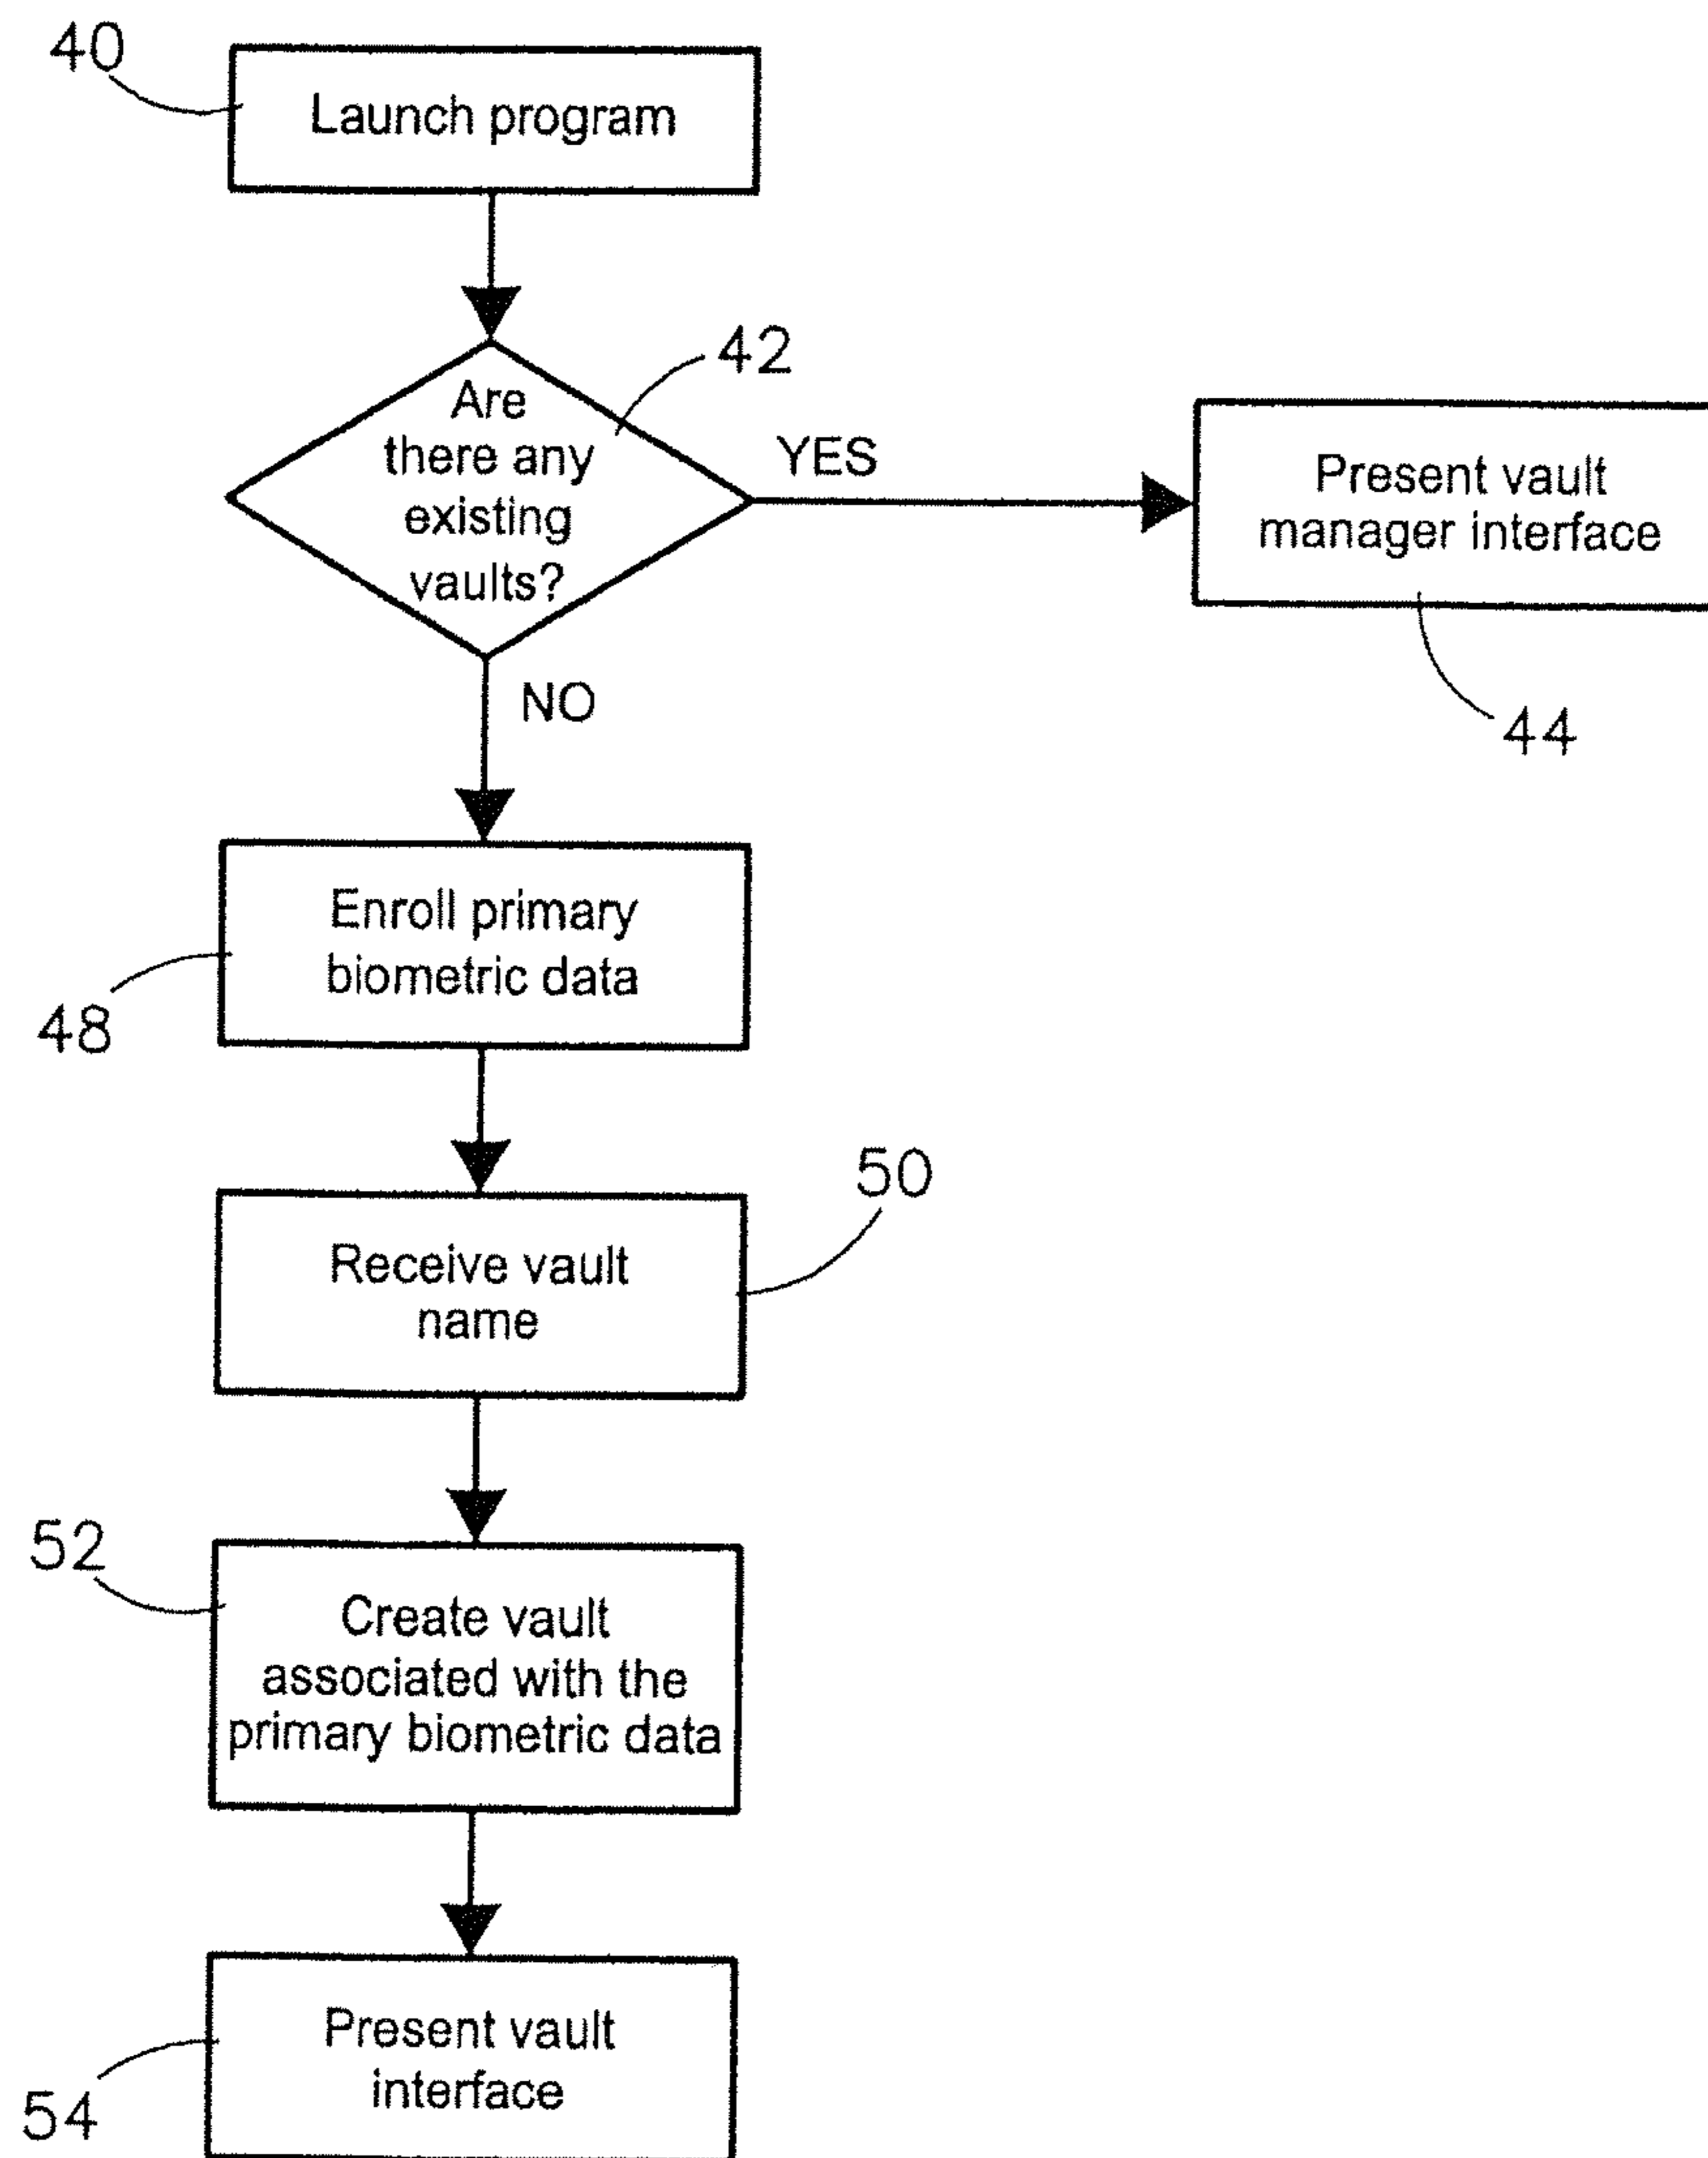 40
Launch program
42
Are
there any
existing
vaults?
YES
Present vault
manager interface
44
NO
Enroll primary
biometric data
48
50
Receive vault
name
52
Create vault
associated with the
primary biometric data
Present vault
interface
54